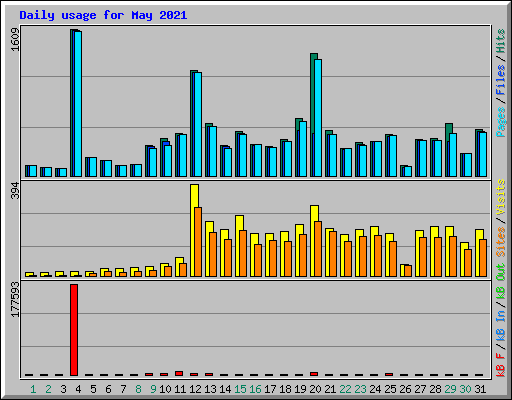 Daily usage for May 2021
1609
Pages / Files / Hits
394
Sites / Visits
177593
kB F / kB In / kB Out
1 2 3 4 5 6 7 8 9 10 11 12 13 14 15 16 17 18 19 20 21 22 23 24 25 26 27 28 29 30 31